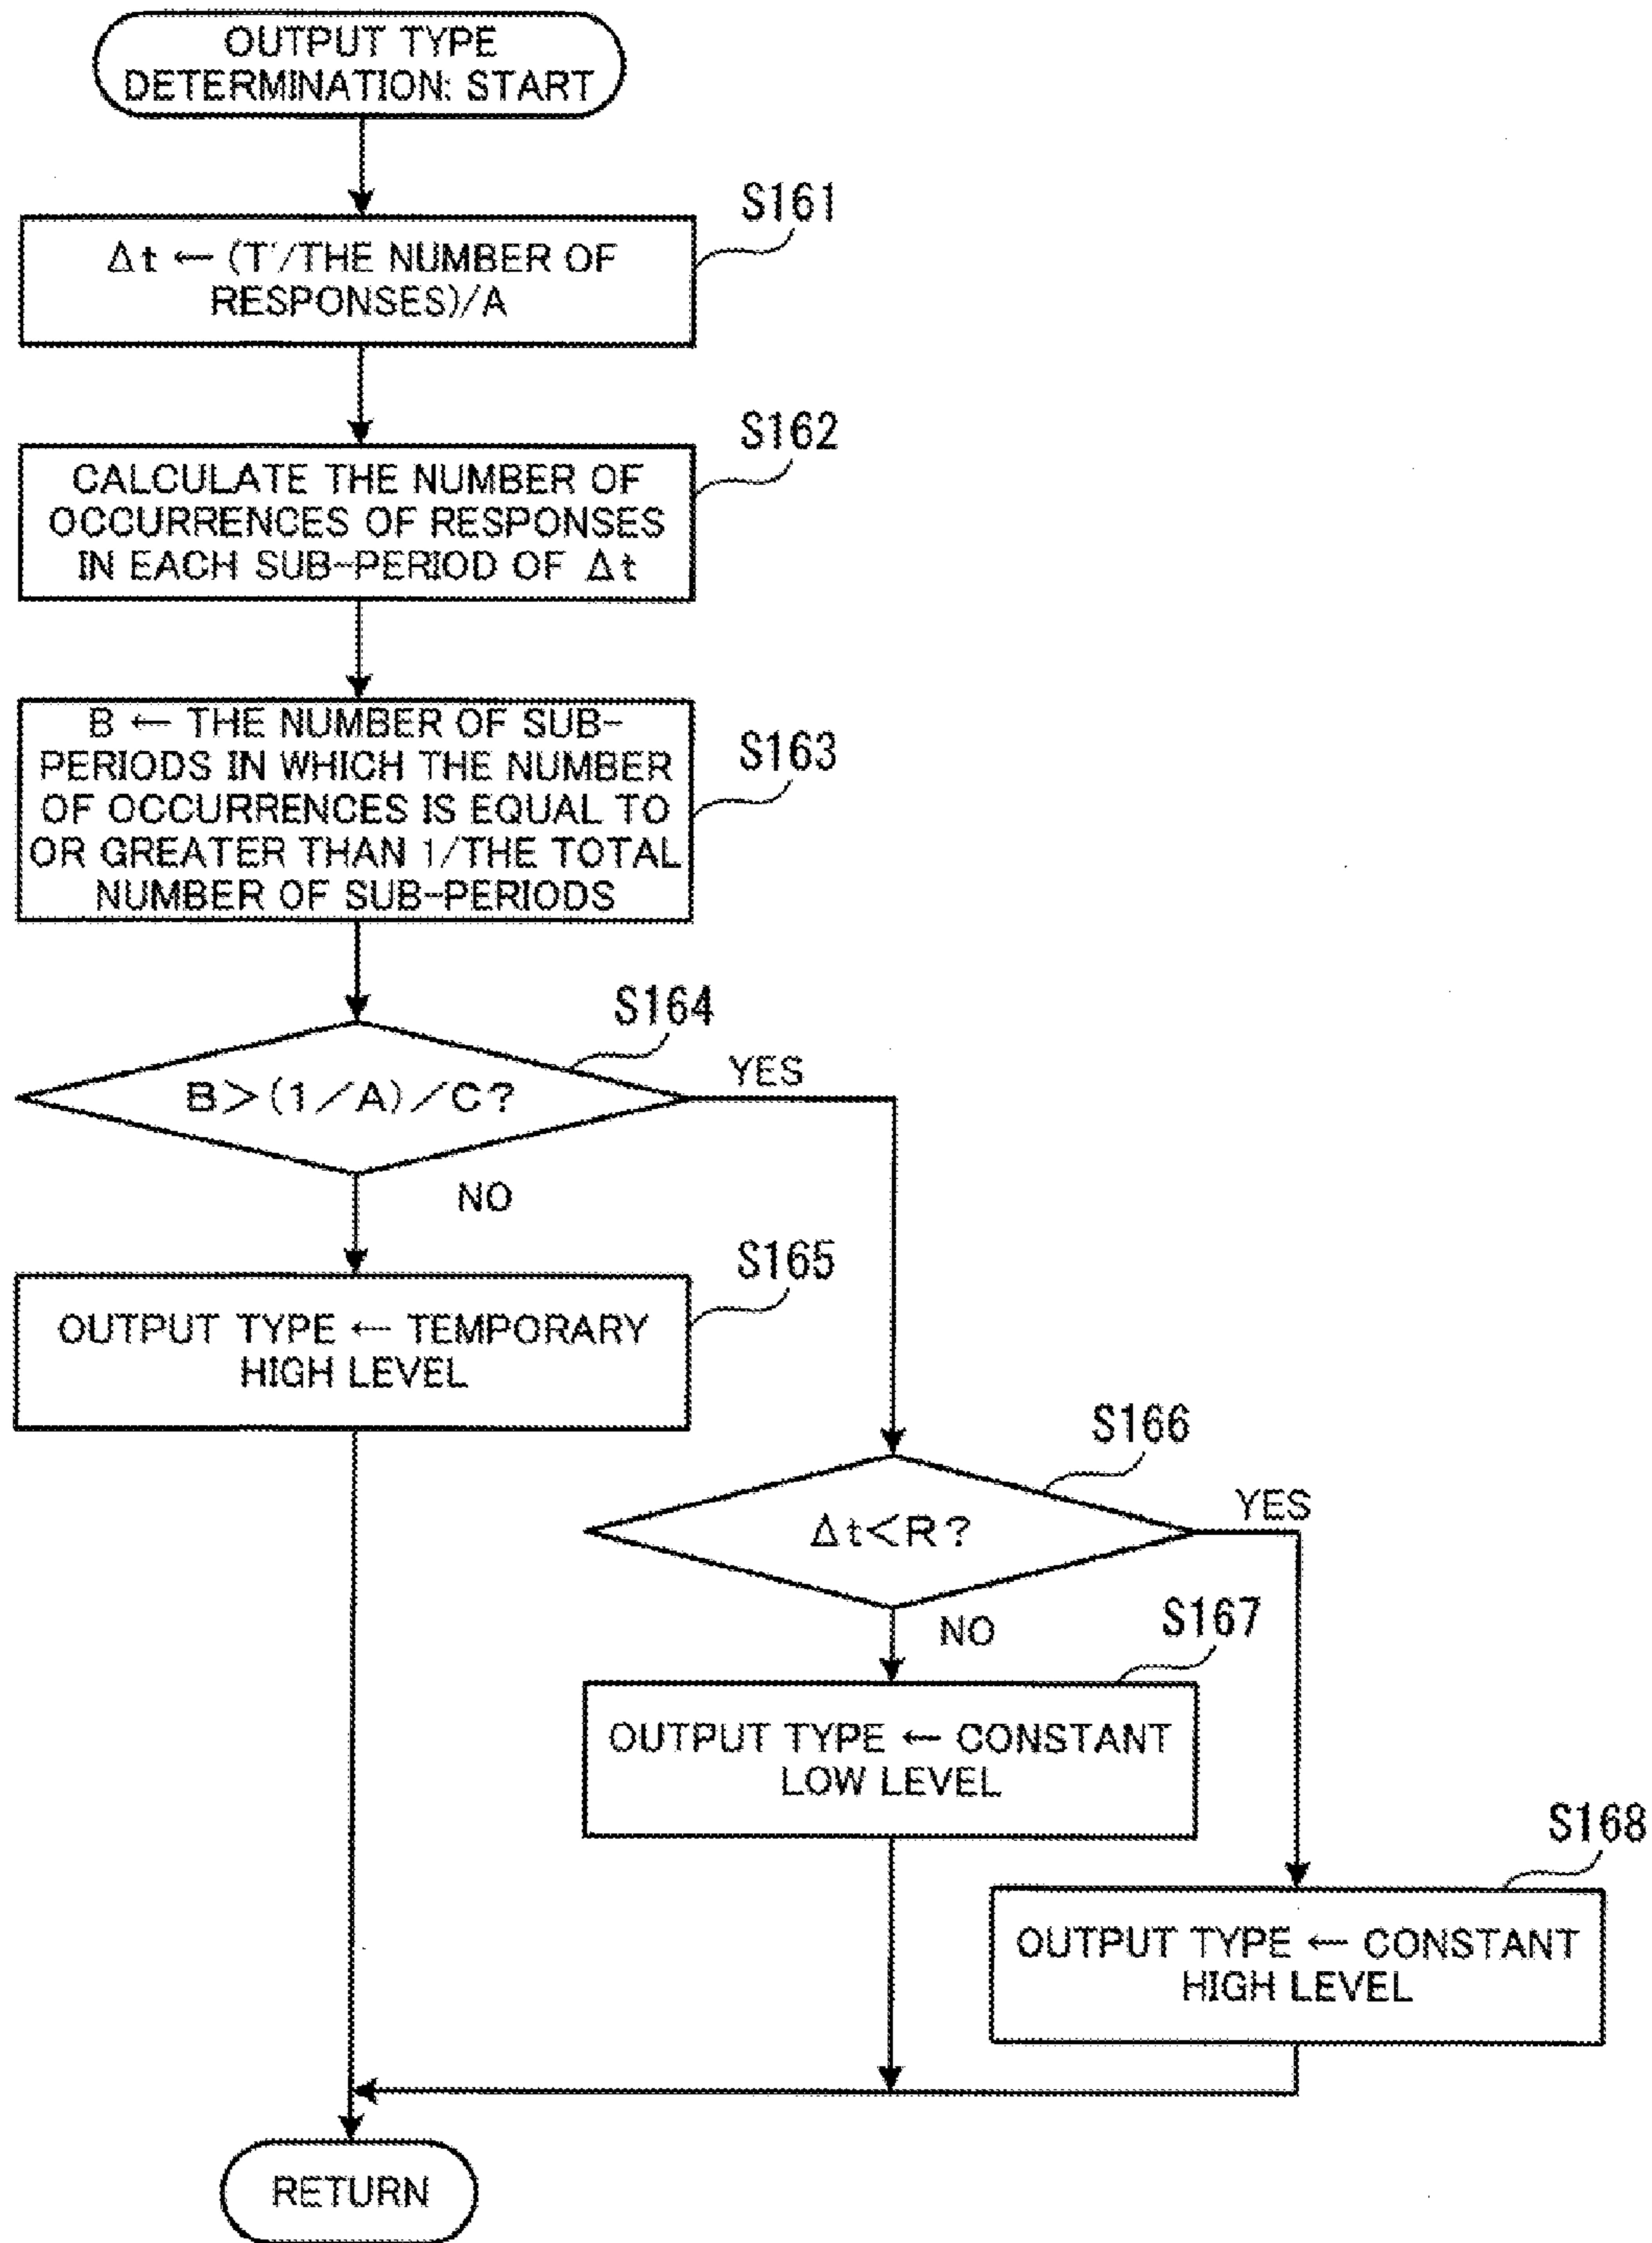 OUTPUT TYPE
DETERMINATION: START
S161
Δt ← (T'/THE NUMBER OF
RESPONSES)/A
S162
CALCULATE THE NUMBER OF
OCCURRENCES OF RESPONSES
IN EACH SUB-PERIOD OF Δt
S163
B ← THE NUMBER OF SUB-
PERIODS IN WHICH THE NUMBER
OF OCCURRENCES IS EQUAL TO
OR GREATER THAN 1/THE TOTAL
NUMBER OF SUB-PERIODS
S164
B>(1/A)/C?
YES
NO
S165
OUTPUT TYPE ← TEMPORARY
HIGH LEVEL
S166
Δt<R?
YES
NO
S167
OUTPUT TYPE ← CONSTANT
LOW LEVEL
S168
OUTPUT TYPE ← CONSTANT
HIGH LEVEL
RETURN